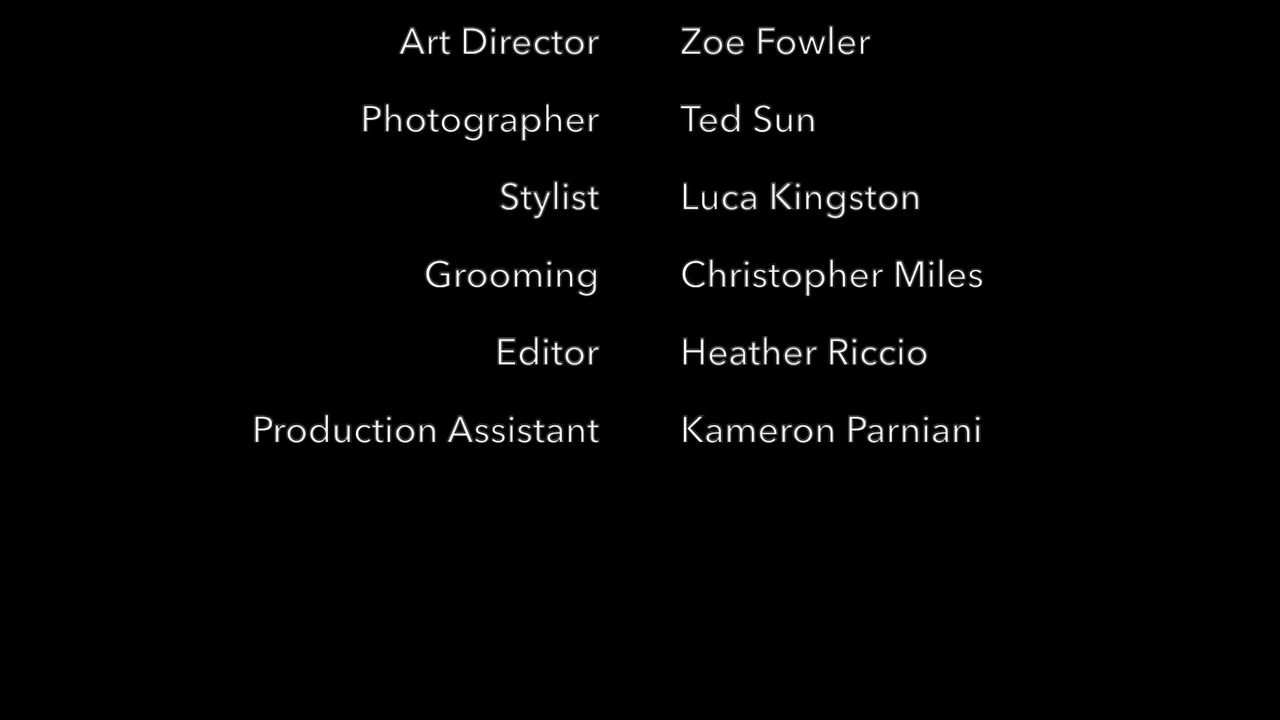 Art Director Zoe Fowler
Photographer Ted Sun
Stylist Luca Kingston
Grooming Christopher Miles
Editor Heather Riccio
Production Assistant Kameron Parniani